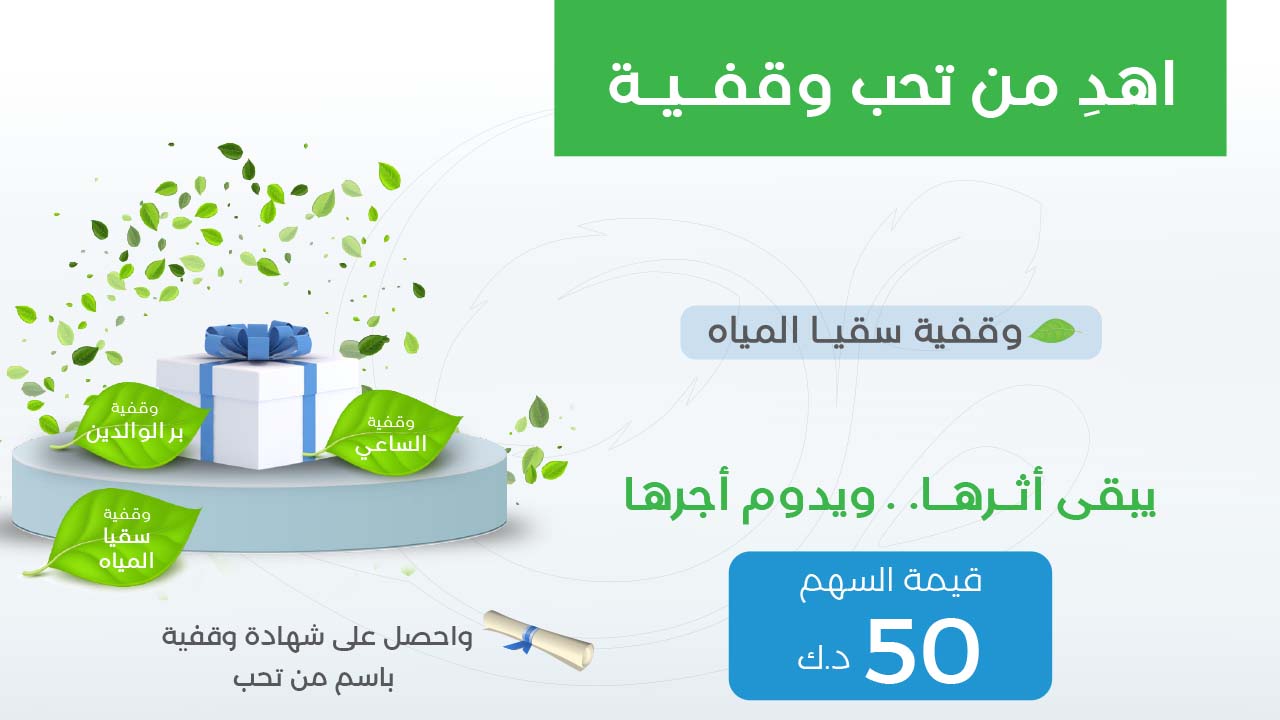 اهدِ من تحب وقفية
وقفية سقيا المياه
يبقى أثرها. . ويدوم أجرها
قيمة السهم
50 د.ك
وقفية
بر الوالدين
وقفية
الساعي
وقفية
سقيا
المياه
واحصل على شهادة وقفية
باسم من تحب